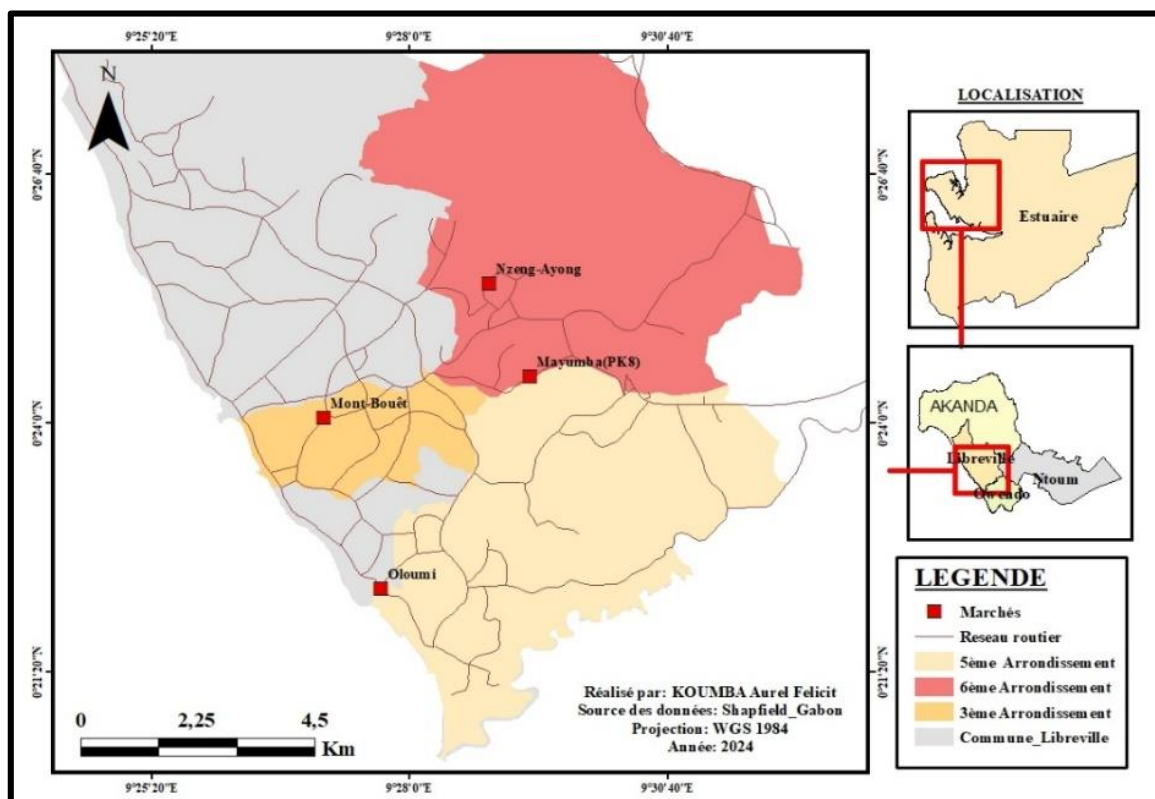 9°25'20"E 9°28'0"E 9°30'40"E
N
0°26'40"N 0°26'40"N
0°24'0"N 0°24'0"N
0°21'20"N 0°21'20"N
Nzeng-Ayong
Mayumba(PK8)
Mont-Bouêt
Oloumi
Réalisé par: KOUMBA Aurel Felicit
Source des données: Shapfield_Gabon
Projection: WGS 1984
Année: 2024
0 2,25 4,5
Km
9°25'20"E 9°28'0"E 9°30'40"E
LOCALISATION
Estuaire
AKANDA
Libreville
Ntoum
Owendo
LEGENDE
Marchés
Reseau routier
5ème Arrondissement
6ème Arrondissement
3ème Arrondissement
Commune_Libreville